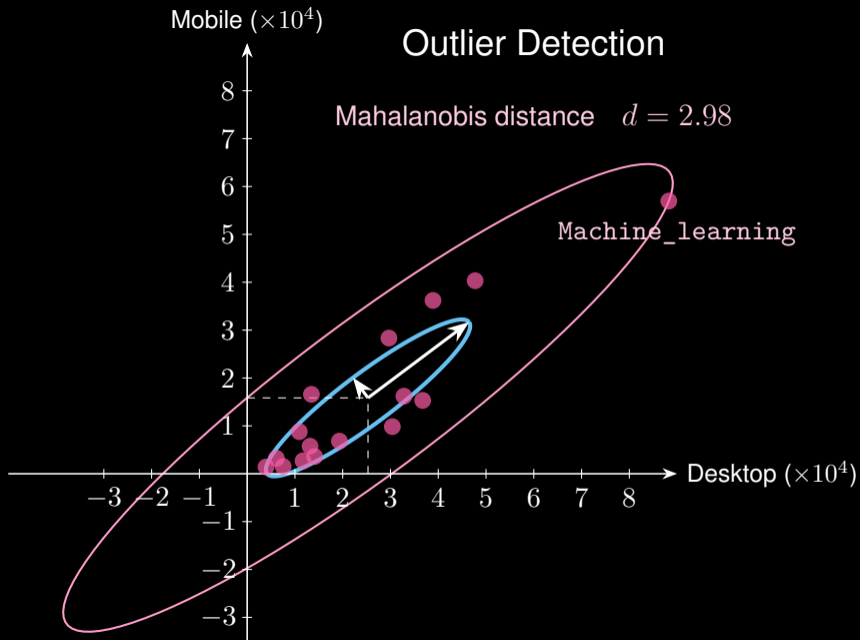 Mobile (×10⁴)
Outlier Detection
Mahalanobis distance d = 2.98
8
7
6
5
4
3
2
1
Machine_learning
Desktop (×10⁴)
−3 −2 −1 1 2 3 4 5 6 7 8
−1
−2
−3